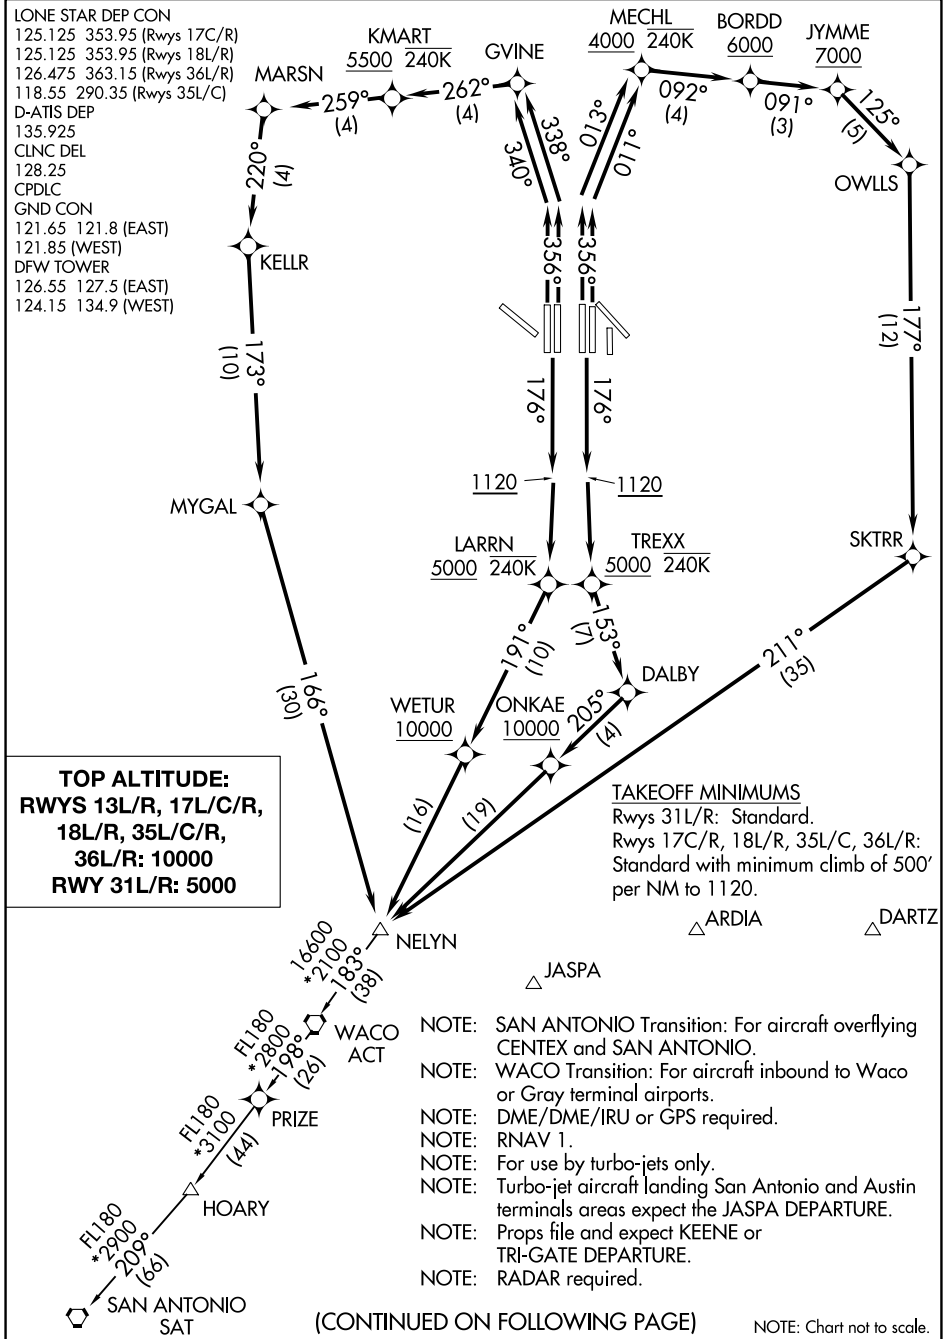 LONE STAR DEP CON
125.125 353.95 (Rwys 17C/R)
125.125 353.95 (Rwys 18L/R)
126.475 363.15 (Rwys 36L/R)
118.55 290.35 (Rwys 35L/C)
D-ATIS DEP
135.925
CLNC DEL
128.25
CPDLC
GND CON
121.65 121.8 (EAST)
121.85 (WEST)
DFW TOWER
126.55 127.5 (EAST)
124.15 134.9 (WEST)
MARSN
KMART
5500 240K
GVINE
MECHL
4000 240K
BORDD
6000
JYMME
7000
259°
(4)
262°
(4)
092°
(4)
091°
(3)
125°
(5)
OWLLS
220°
(4)
KELLR
340°
338°
013°
011°
356°
356°
173°
(10)
177°
(12)
176°
176°
MYGAL
1120
1120
LARRN
5000 240K
TREXX
5000 240K
SKTRR
191°
(10)
153°
(7)
DALBY
211°
(35)
166°
(30)
WETUR
10000
ONKAE
10000
205°
(4)
(16)
(19)
TOP ALTITUDE:
RWYS 13L/R, 17L/C/R,
18L/R, 35L/C/R,
36L/R: 10000
RWY 31L/R: 5000
TAKEOFF MINIMUMS
Rwys 31L/R: Standard.
Rwys 17C/R, 18L/R, 35L/C, 36L/R:
Standard with minimum climb of 500'
per NM to 1120.
NELYN
ARDIA
DARTZ
JASPA
16600
*2100
183°
(38)
WACO
ACT
FL180
*2800
198°
(26)
PRIZE
FL180
*3100
(44)
HOARY
FL180
*2900
209°
(66)
SAN ANTONIO
SAT
NOTE: SAN ANTONIO Transition: For aircraft overflying
CENTEX and SAN ANTONIO.
NOTE: WACO Transition: For aircraft inbound to Waco
or Gray terminal airports.
NOTE: DME/DME/IRU or GPS required.
NOTE: RNAV 1.
NOTE: For use by turbo-jets only.
NOTE: Turbo-jet aircraft landing San Antonio and Austin
terminals areas expect the JASPA DEPARTURE.
NOTE: Props file and expect KEENE or
TRI-GATE DEPARTURE.
NOTE: RADAR required.
(CONTINUED ON FOLLOWING PAGE)
NOTE: Chart not to scale.